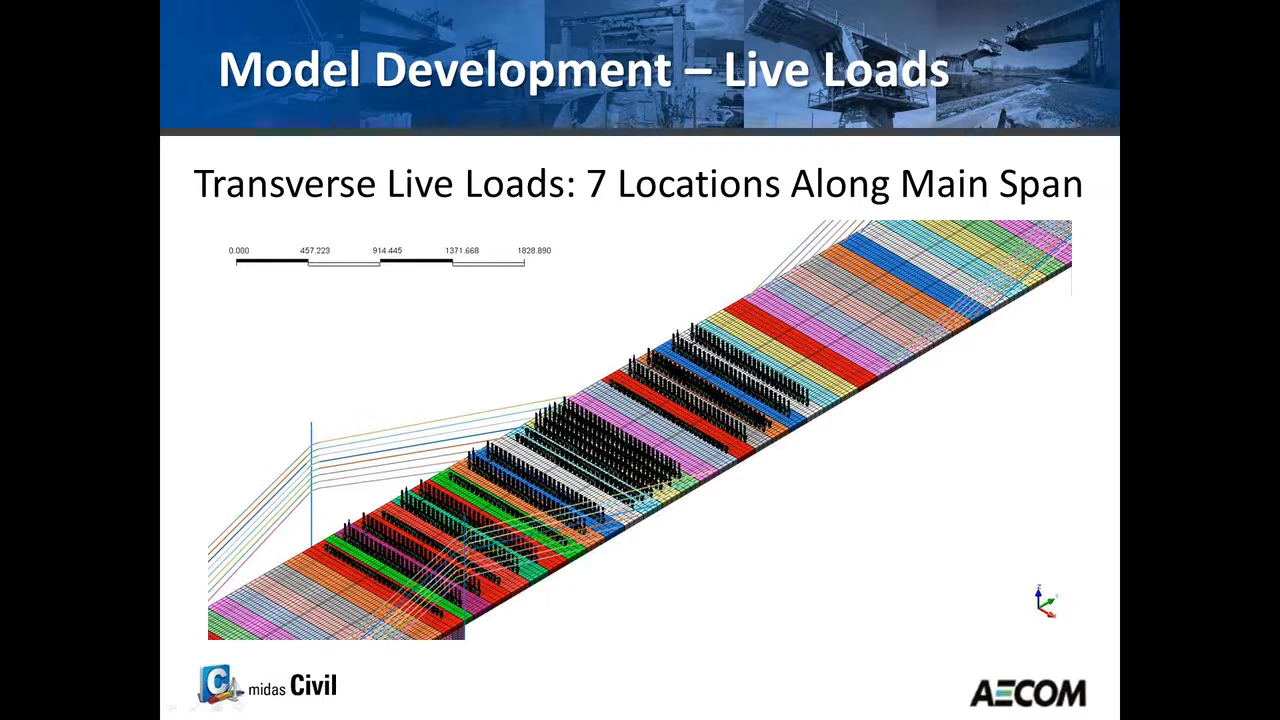 Model Development – Live Loads
Transverse Live Loads: 7 Locations Along Main Span
0.000 457.223 914.445 1371.668 1828.890
Z
midas Civil
AECOM